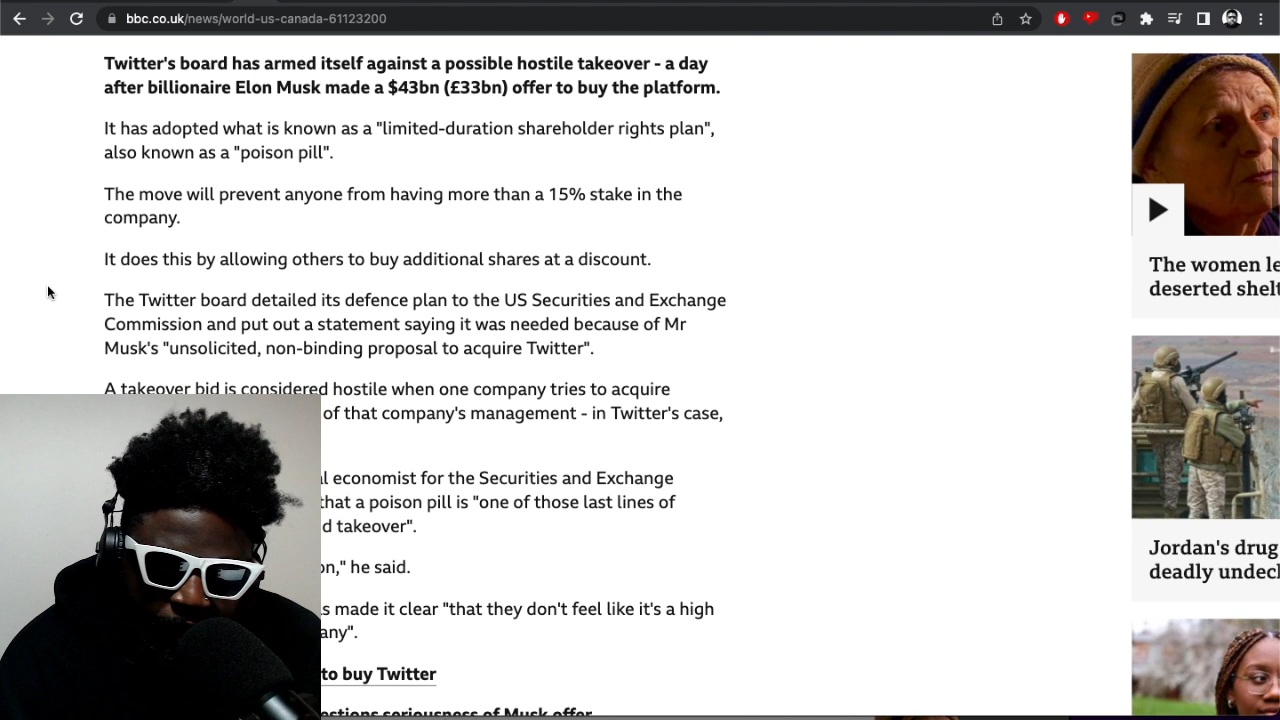 bbc.co.uk/news/world-us-canada-61123200
Twitter's board has armed itself against a possible hostile takeover - a day
after billionaire Elon Musk made a $43bn (£33bn) offer to buy the platform.
It has adopted what is known as a "limited-duration shareholder rights plan",
also known as a "poison pill".
The move will prevent anyone from having more than a 15% stake in the
company.
It does this by allowing others to buy additional shares at a discount.
The Twitter board detailed its defence plan to the US Securities and Exchange
Commission and put out a statement saying it was needed because of Mr
Musk's "unsolicited, non-binding proposal to acquire Twitter".
A takeover bid is considered hostile when one company tries to acquire
of that company's management - in Twitter's case,
economist for the Securities and Exchange
that a poison pill is "one of those last lines of
takeover".
he said.
made it clear "that they don't feel like it's a high
to buy Twitter
seriousness of Musk offer
The women
deserted
Jordan's drug
deadly